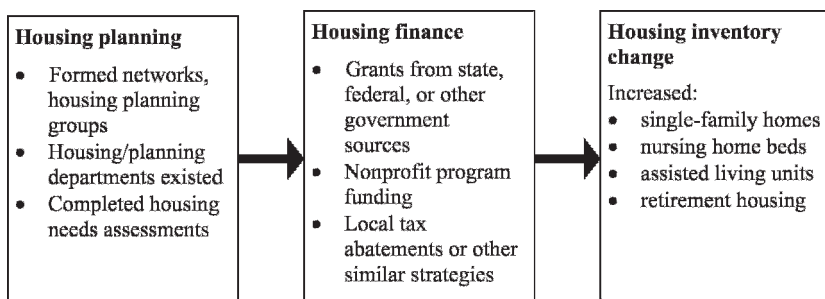 Housing planning
• Formed networks,
housing planning
groups
• Housing/planning
departments existed
• Completed housing
needs assessments
Housing finance
• Grants from state,
federal, or other
government
sources
• Nonprofit program
funding
• Local tax
abatements or other
similar strategies
Housing inventory
change
Increased:
• single-family homes
• nursing home beds
• assisted living units
• retirement housing